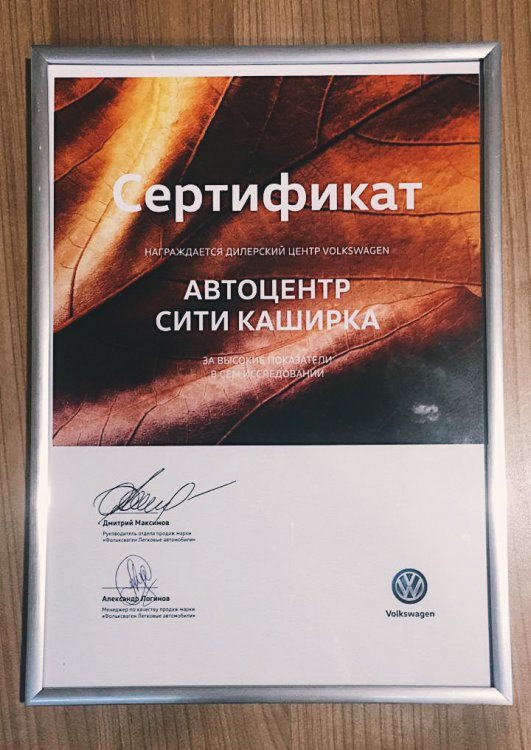 Сертификат
НАГРАЖДАЕТСЯ ДИЛЕРСКИЙ ЦЕНТР VOLKSWAGEN
АВТОЦЕНТР
СИТИ КАШИРКА
ЗА ВЫСОКИЕ ПОКАЗАТЕЛИ
В СЕМ ИССЛЕДОВАНИИ
Дмитрий Максимов
Руководитель отдела продаж марки
«Фольксваген Легковые автомобили»
Александр Логинов
Менеджер по качеству продаж марки
«Фольксваген Легковые автомобили»
Volkswagen